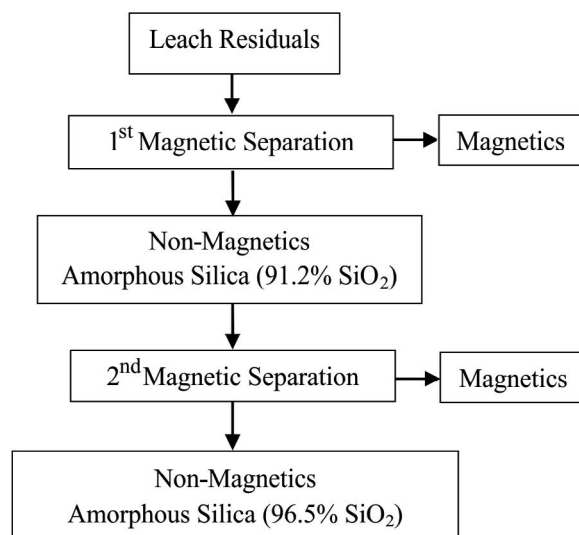 Leach Residuals
1st Magnetic Separation
Magnetics
Non-Magnetics
Amorphous Silica (91.2% SiO2)
2nd Magnetic Separation
Magnetics
Non-Magnetics
Amorphous Silica (96.5% SiO2)